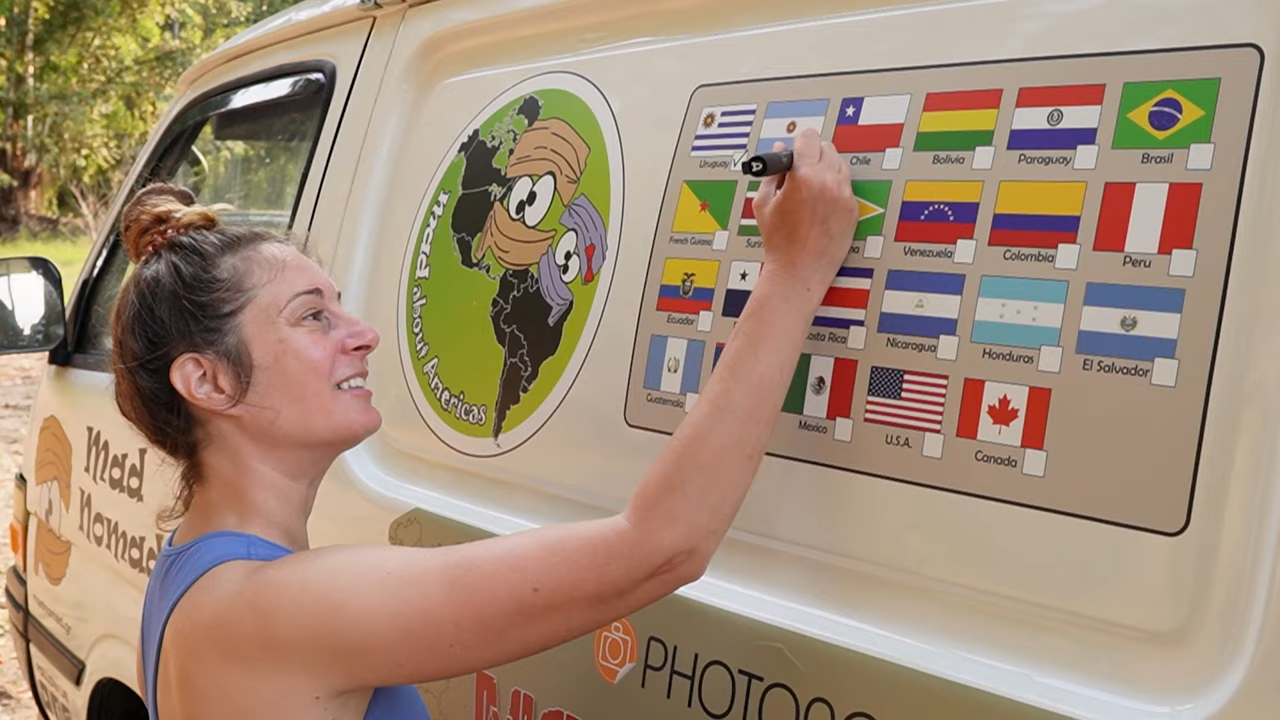 mad about Americas
Uruguay
Chile
Bolivia
Paraguay
Brasil
French Guiana
Venezuela
Colombia
Peru
Ecuador
Nicaragua
Honduras
El Salvador
Guatemala
Mexico
U.S.A.
Canada
Mad
Nomad